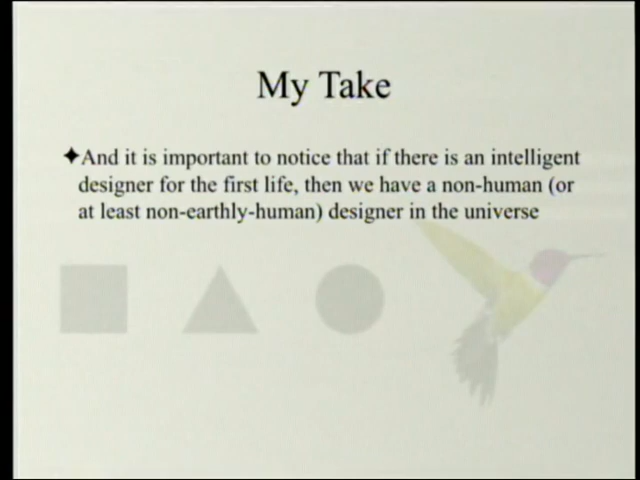 My Take
✦And it is important to notice that if there is an intelligent
designer for the first life, then we have a non-human (or
at least non-earthly-human) designer in the universe